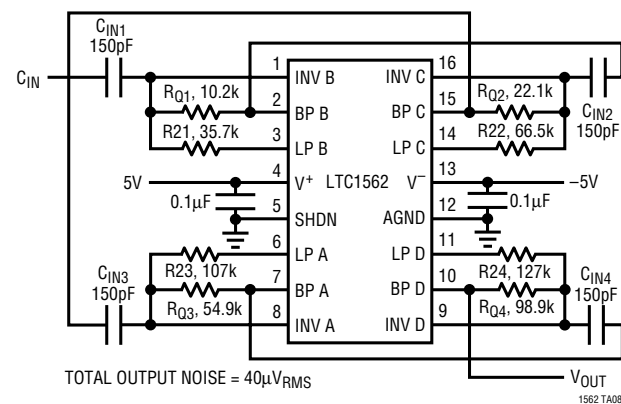 CIN1
150pF
CIN
RQ1, 10.2k
R21, 35.7k
5V
0.1µF
1 INV B
2 BP B
3 LP B
4 V+
5 SHDN
6 LP A
7 BP A
8 INV A
LTC1562
INV C 16
BP C 15
LP C 14
V– 13
AGND 12
LP D 11
BP D 10
INV D 9
RQ2, 22.1k
R22, 66.5k
CIN2
150pF
–5V
0.1µF
CIN3
150pF
R23, 107k
RQ3, 54.9k
R24, 127k
RQ4, 98.9k
CIN4
150pF
TOTAL OUTPUT NOISE = 40µVRMS
VOUT
1562 TA08